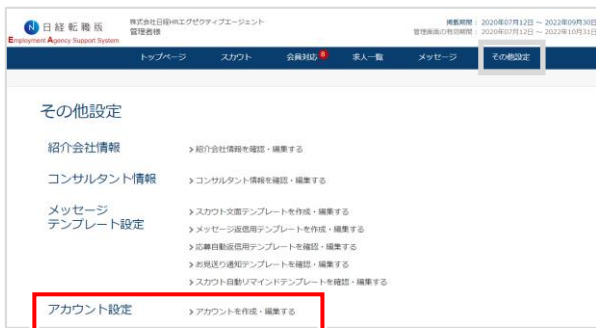 日経転職版
Employment Agency Support System
株式会社日経HRエグゼクティブエージェント
管理者様
掲載期間： 2020年07月12日 ～ 2022年09月30日
管理画面の有効期間： 2020年07月12日 ～ 2022年10月31日
トップページ スカウト 会員対応 8 求人一覧 メッセージ その他設定
その他設定
紹介会社情報 > 紹介会社情報を確認・編集する
コンサルタント情報 > コンサルタント情報を確認・編集する
メッセージ
テンプレート設定 > スカウト文面テンプレートを作成・編集する
> メッセージ返信用テンプレートを作成・編集する
> 応募自動返信用テンプレートを確認・編集する
> お見送り通知テンプレートを確認・編集する
> スカウト自動リマインドテンプレートを確認・編集する
アカウント設定 > アカウントを作成・編集する